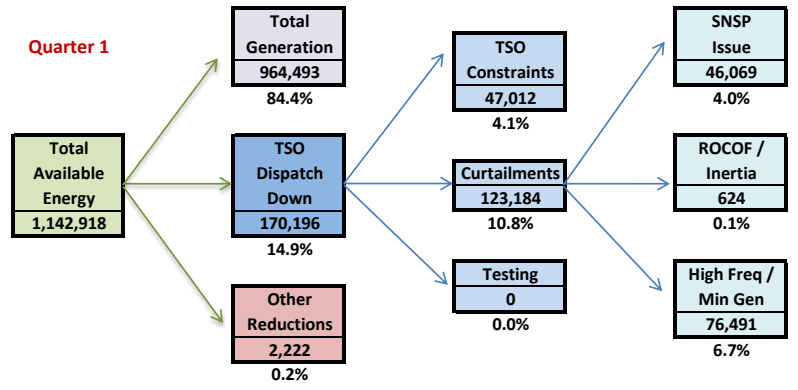 Quarter 1
Total
Available
Energy
1,142,918
Total
Generation
964,493
84.4%
TSO
Dispatch
Down
170,196
14.9%
Other
Reductions
2,222
0.2%
TSO
Constraints
47,012
4.1%
Curtailments
123,184
10.8%
Testing
0
0.0%
SNSP
Issue
46,069
4.0%
ROCOF /
Inertia
624
0.1%
High Freq /
Min Gen
76,491
6.7%